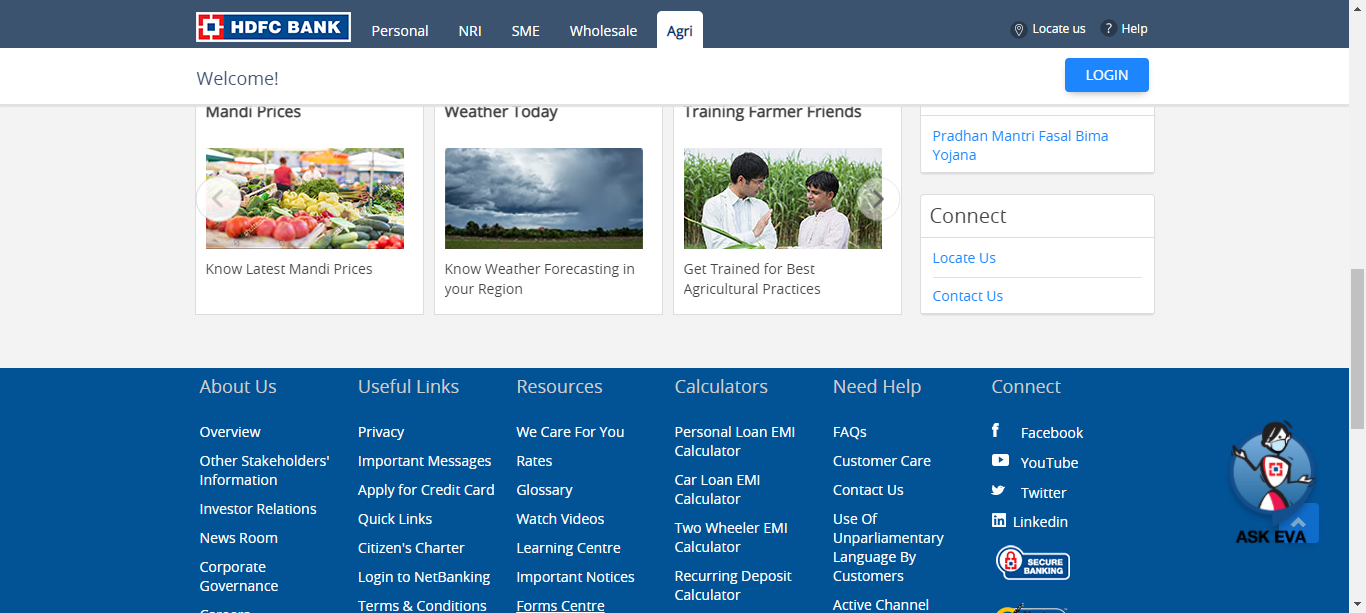 HDFC BANK
Personal
NRI
SME
Wholesale
Agri
Locate us
? Help
Welcome!
LOGIN
Mandi Prices
Know Latest Mandi Prices
Weather Today
Know Weather Forecasting in
your Region
Training Farmer Friends
Get Trained for Best
Agricultural Practices
Pradhan Mantri Fasal Bima
Yojana
Connect
Locate Us
Contact Us
About Us
Overview
Other Stakeholders'
Information
Investor Relations
News Room
Corporate
Governance
Careers
Useful Links
Privacy
Important Messages
Apply for Credit Card
Quick Links
Citizen's Charter
Login to NetBanking
Terms & Conditions
Resources
We Care For You
Rates
Glossary
Watch Videos
Learning Centre
Important Notices
Forms Centre
Calculators
Personal Loan EMI
Calculator
Car Loan EMI
Calculator
Two Wheeler EMI
Calculator
Recurring Deposit
Calculator
Need Help
FAQs
Customer Care
Contact Us
Use Of
Unparliamentary
Language By
Customers
Active Channel
Connect
Facebook
YouTube
Twitter
Linkedin
SECURE
BANKING
ASK EVA